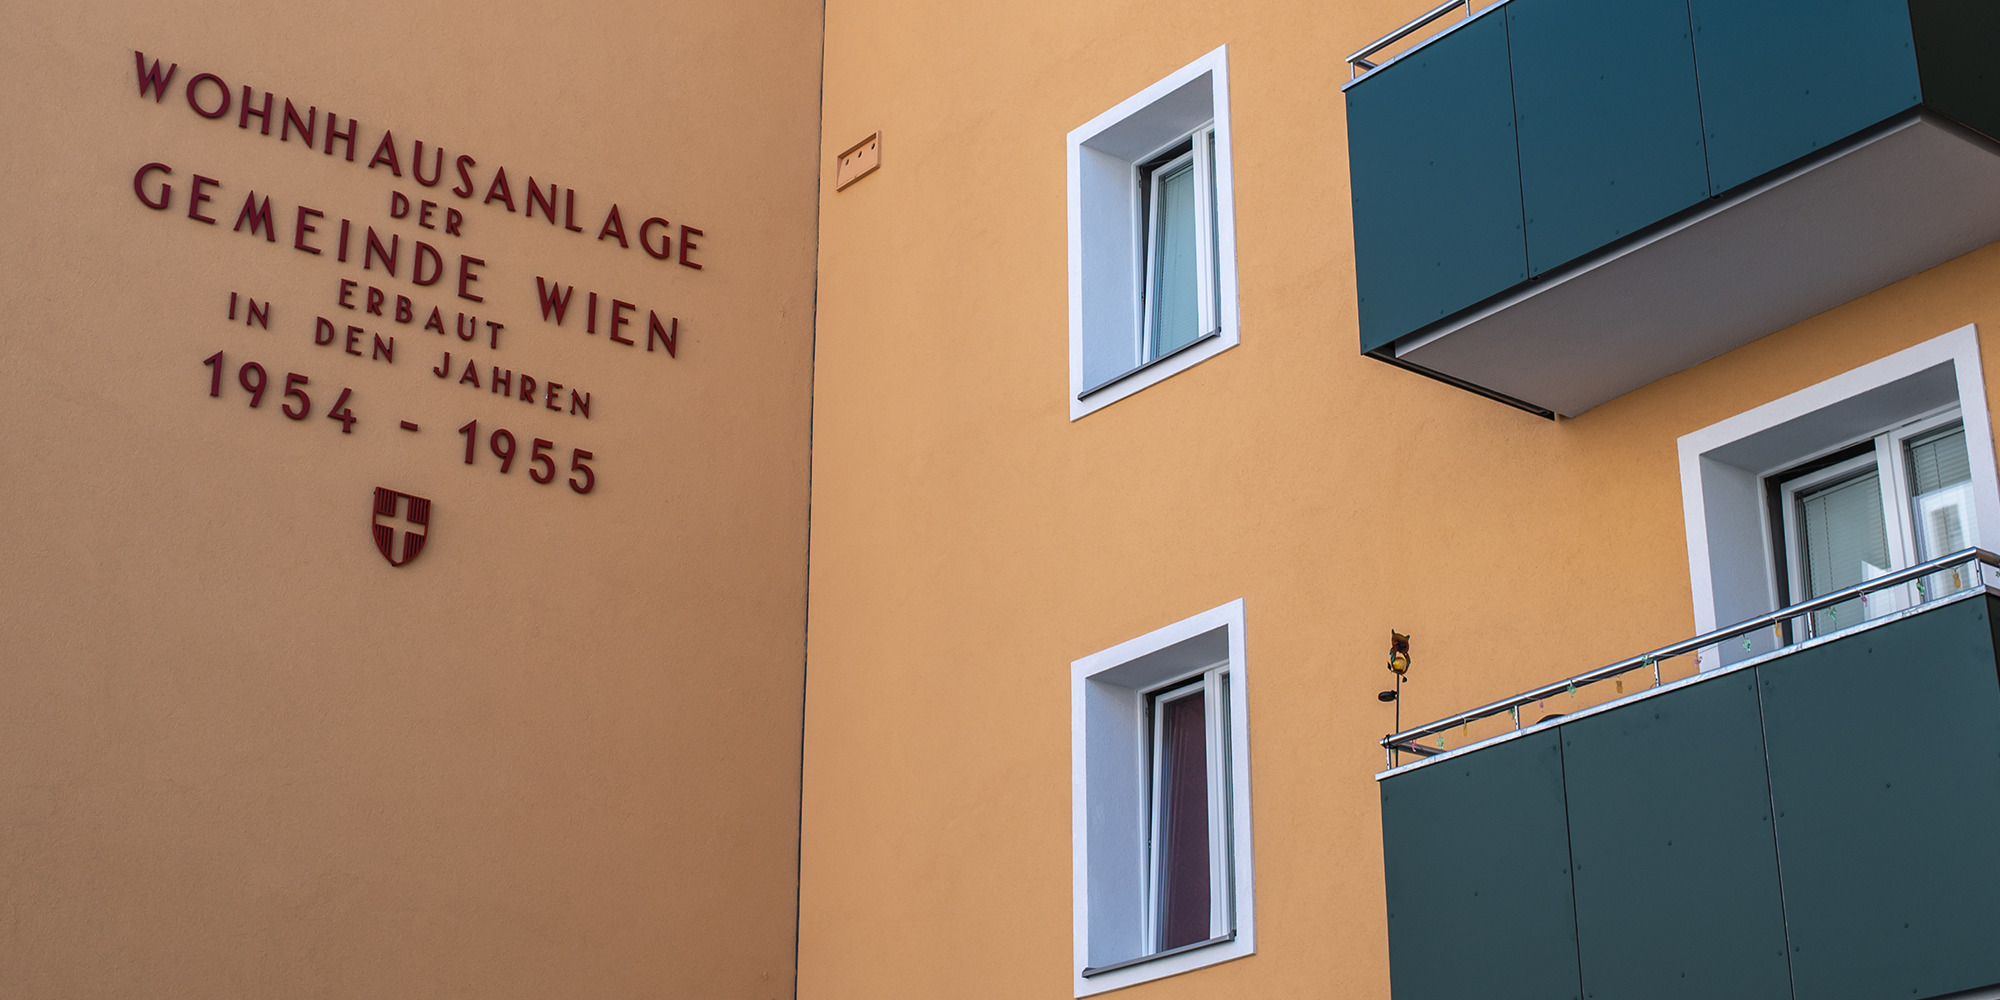 WOHNHAUSANLAGE
DER
GEMEINDE WIEN
ERBAUT
IN DEN JAHREN
1954 - 1955